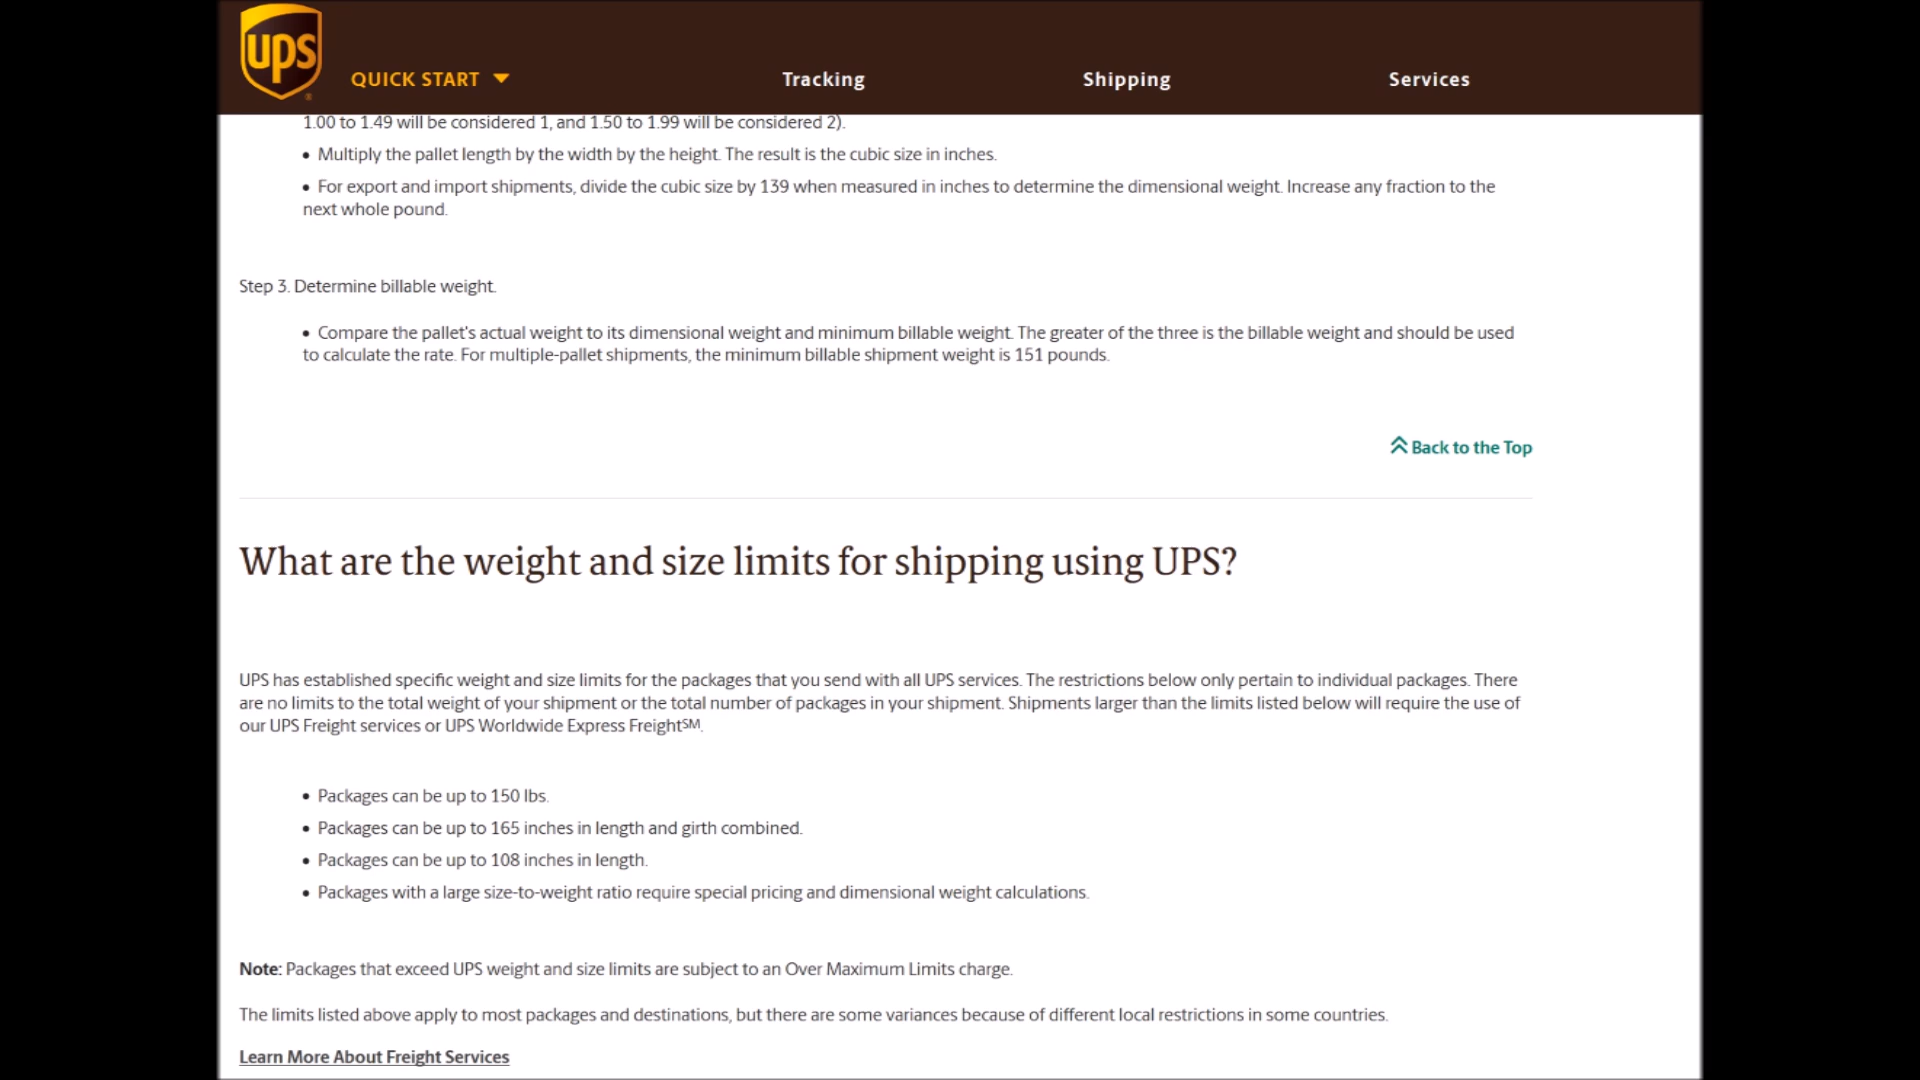 ups
QUICK START
Tracking
Shipping
Services
1.00 to 1.49 will be considered 1, and 1.50 to 1.99 will be considered 2).
• Multiply the pallet length by the width by the height. The result is the cubic size in inches.
• For export and import shipments, divide the cubic size by 139 when measured in inches to determine the dimensional weight. Increase any fraction to the
next whole pound.
Step 3. Determine billable weight.
• Compare the pallet's actual weight to its dimensional weight and minimum billable weight. The greater of the three is the billable weight and should be used
to calculate the rate. For multiple-pallet shipments, the minimum billable shipment weight is 151 pounds.
Back to the Top
What are the weight and size limits for shipping using UPS?
UPS has established specific weight and size limits for the packages that you send with all UPS services. The restrictions below only pertain to individual packages. There
are no limits to the total weight of your shipment or the total number of packages in your shipment. Shipments larger than the limits listed below will require the use of
our UPS Freight services or UPS Worldwide Express Freight℠.
• Packages can be up to 150 lbs.
• Packages can be up to 165 inches in length and girth combined.
• Packages can be up to 108 inches in length.
• Packages with a large size-to-weight ratio require special pricing and dimensional weight calculations.
Note: Packages that exceed UPS weight and size limits are subject to an Over Maximum Limits charge.
The limits listed above apply to most packages and destinations, but there are some variances because of different local restrictions in some countries.
Learn More About Freight Services